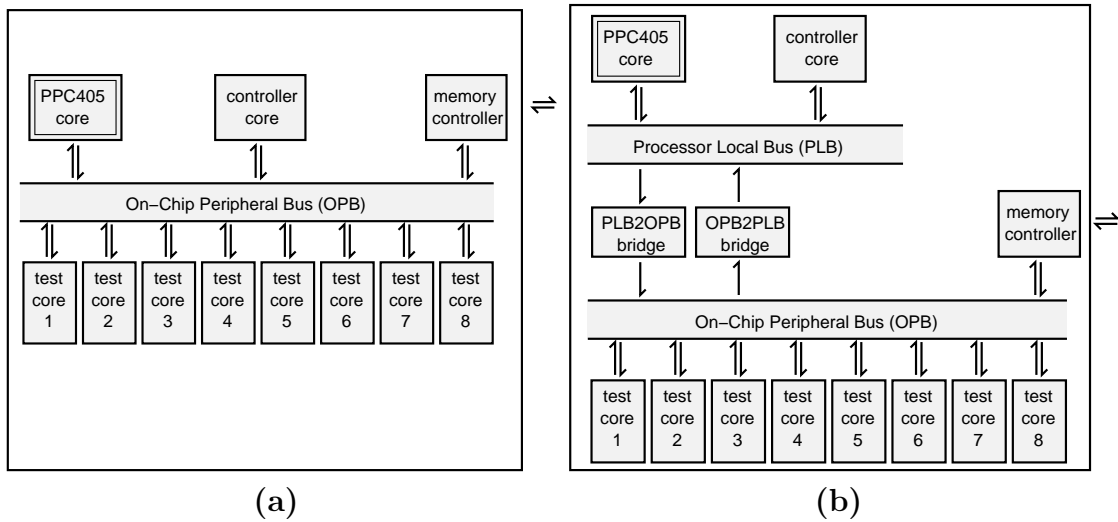 PPC405
core
controller
core
memory
controller
On−Chip Peripheral Bus (OPB)
test
core
1
test
core
2
test
core
3
test
core
4
test
core
5
test
core
6
test
core
7
test
core
8
(a)
PPC405
core
controller
core
Processor Local Bus (PLB)
PLB2OPB
bridge
OPB2PLB
bridge
memory
controller
On−Chip Peripheral Bus (OPB)
test
core
1
test
core
2
test
core
3
test
core
4
test
core
5
test
core
6
test
core
7
test
core
8
(b)